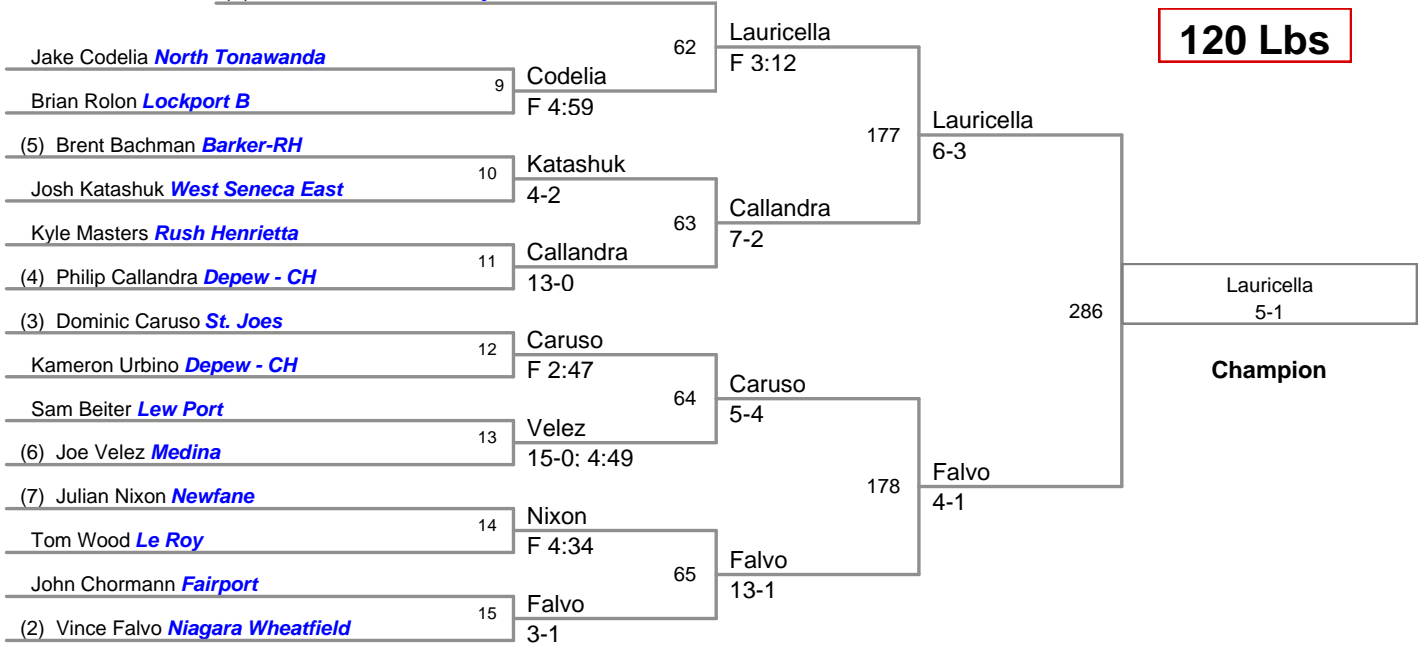 120 Lbs
Jake Codelia North Tonawanda
Brian Rolon Lockport B
(5) Brent Bachman Barker-RH
Josh Katashuk West Seneca East
Kyle Masters Rush Henrietta
(4) Philip Callandra Depew - CH
(3) Dominic Caruso St. Joes
Kameron Urbino Depew - CH
Sam Beiter Lew Port
(6) Joe Velez Medina
(7) Julian Nixon Newfane
Tom Wood Le Roy
John Chormann Fairport
(2) Vince Falvo Niagara Wheatfield
9
10
11
12
13
14
15
Codelia
F 4:59
Katashuk
4-2
Callandra
13-0
Caruso
F 2:47
Velez
15-0; 4:49
Nixon
F 4:34
Falvo
3-1
62
63
64
65
Lauricella
F 3:12
Callandra
7-2
Caruso
5-4
Falvo
13-1
177
178
Lauricella
6-3
Falvo
4-1
286
Lauricella
5-1
Champion